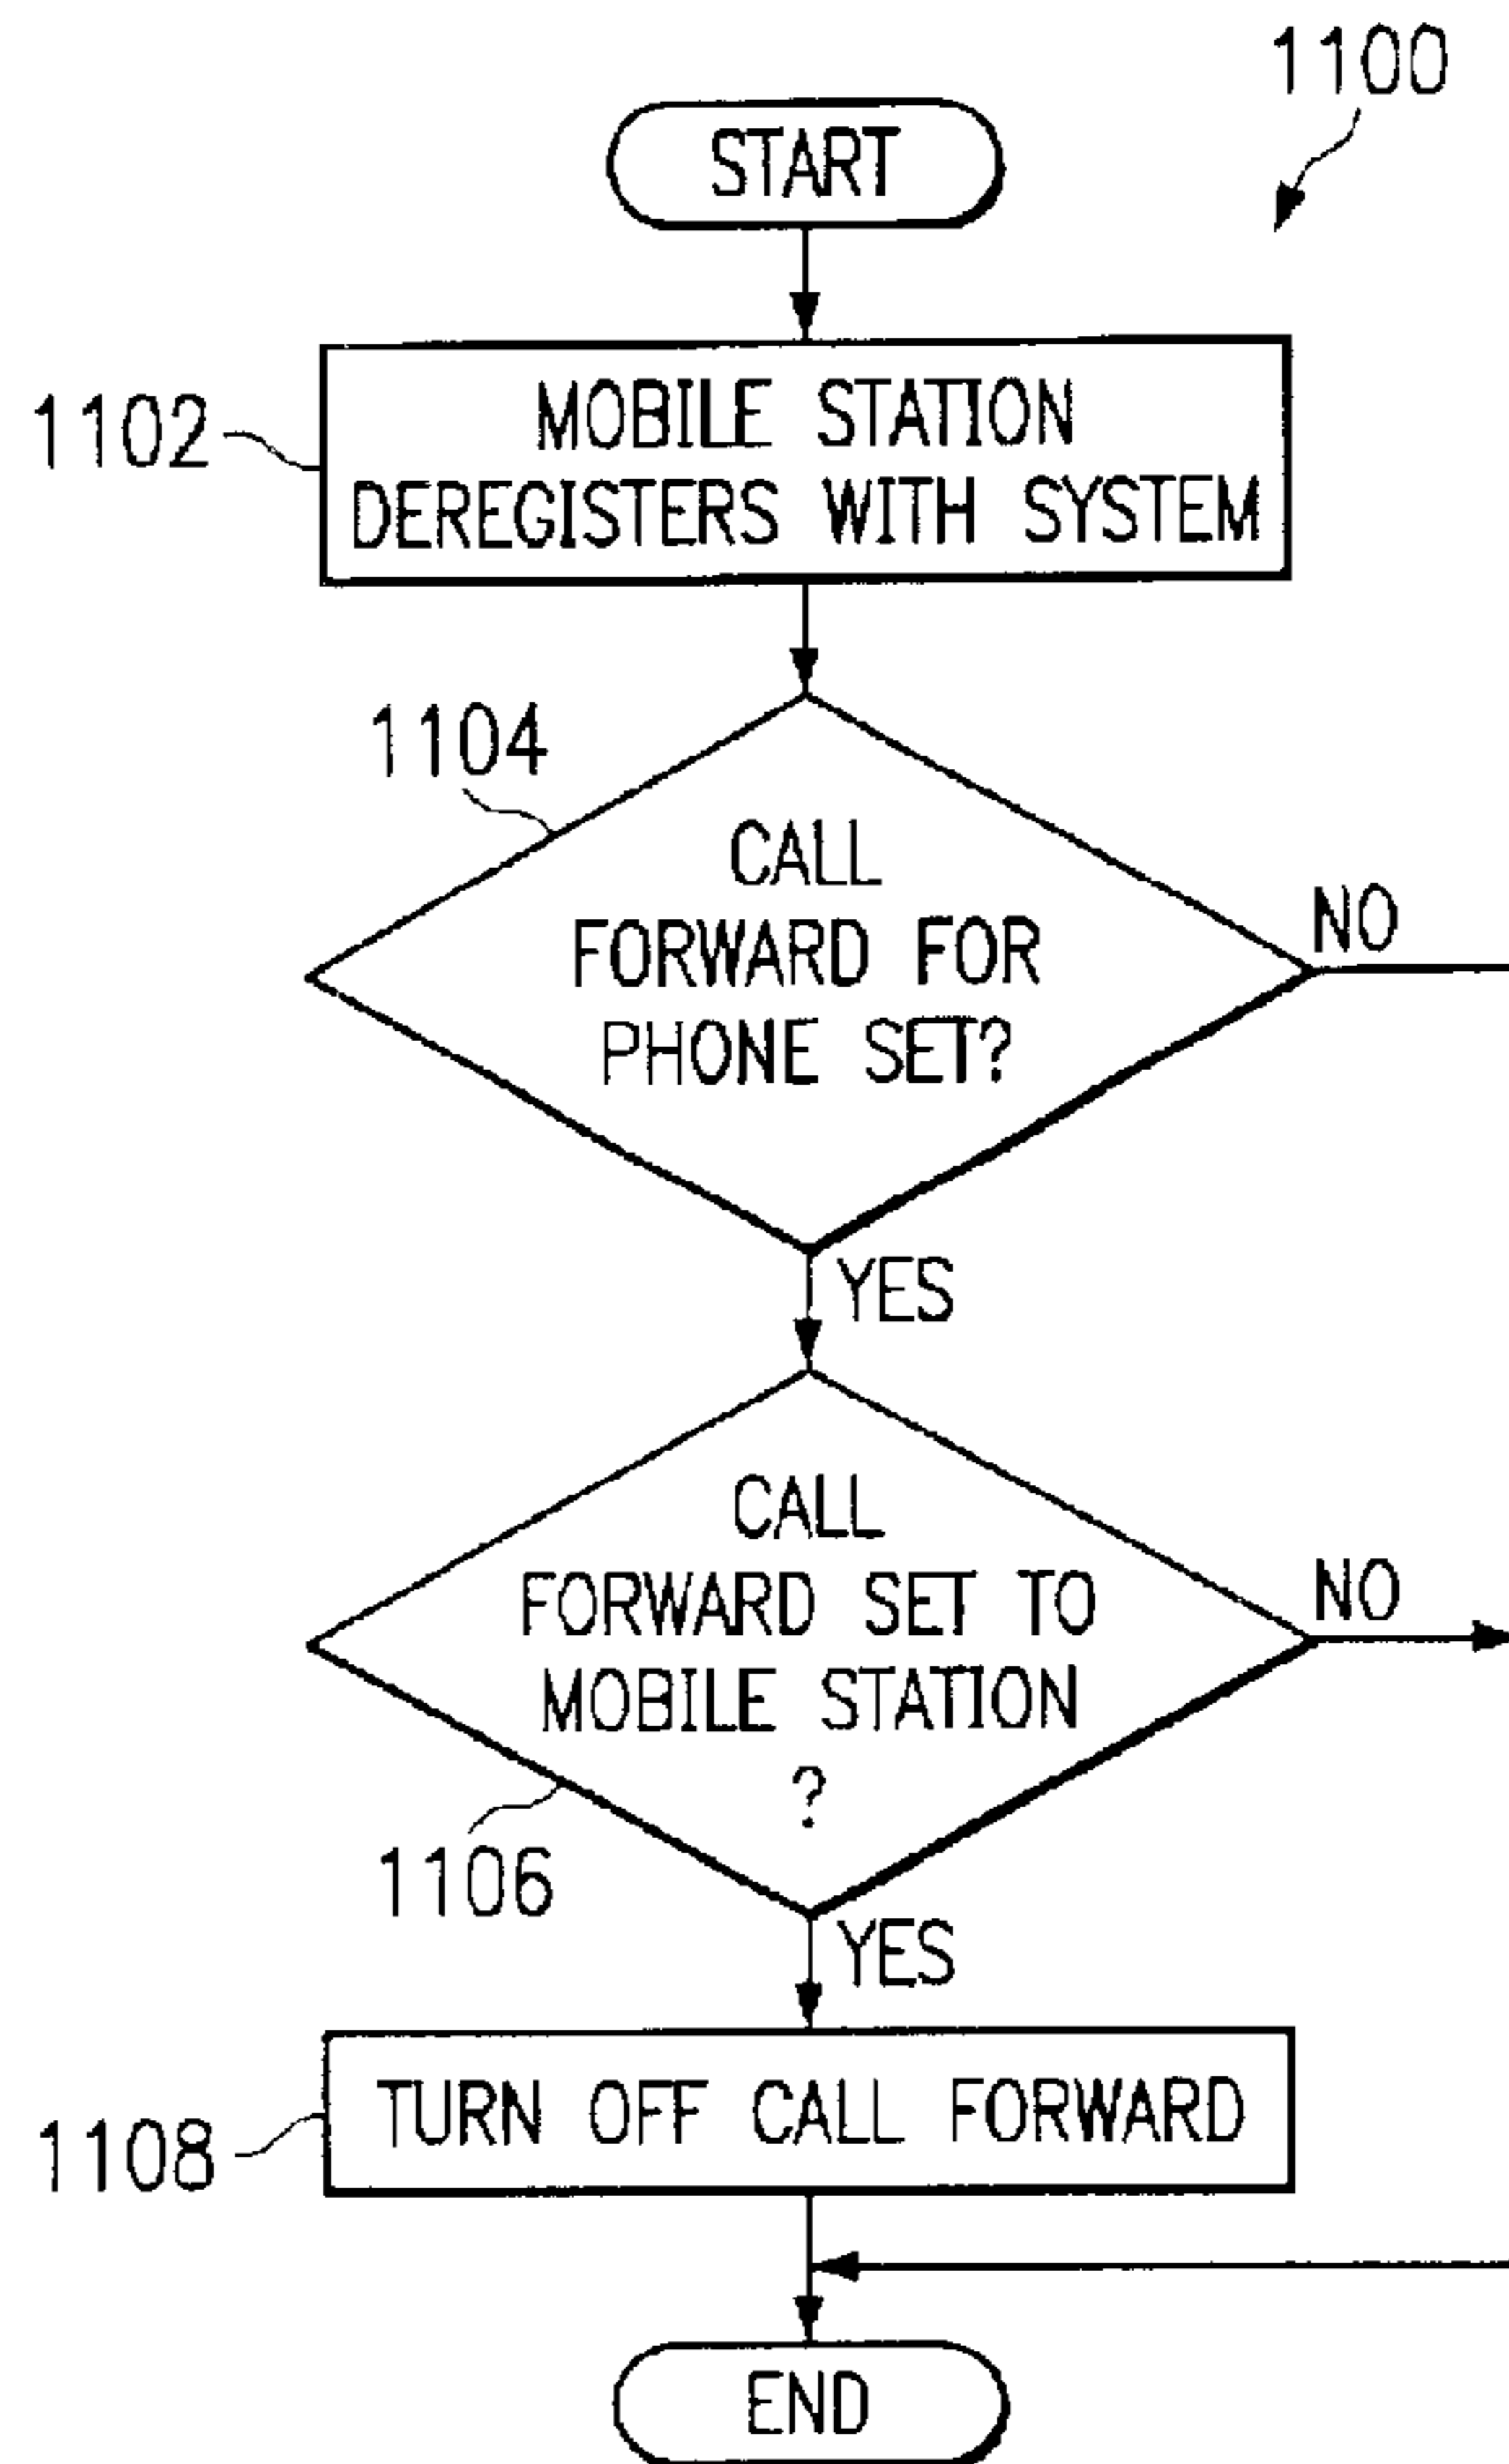 1100
START
1102
MOBILE STATION
DEREGISTERS WITH SYSTEM
1104
CALL
FORWARD FOR
PHONE SET?
NO
YES
CALL
FORWARD SET TO
MOBILE STATION
?
NO
1106
YES
TURN OFF CALL FORWARD
1108
END